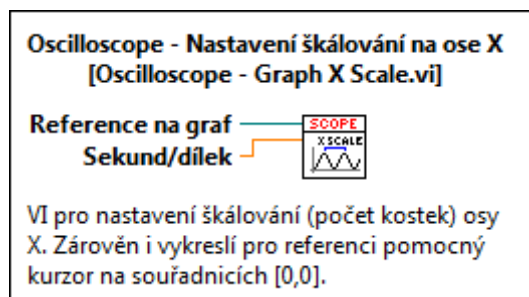 Oscilloscope - Nastavení škálování na ose X
[Oscilloscope - Graph X Scale.vi]
Reference na graf
SCOPE
Sekund/dílek
X SCALE
VI pro nastavení škálování (počet kostek) osy
X. Zárověn i vykreslí pro referenci pomocný
kurzor na souřadnicích [0,0].